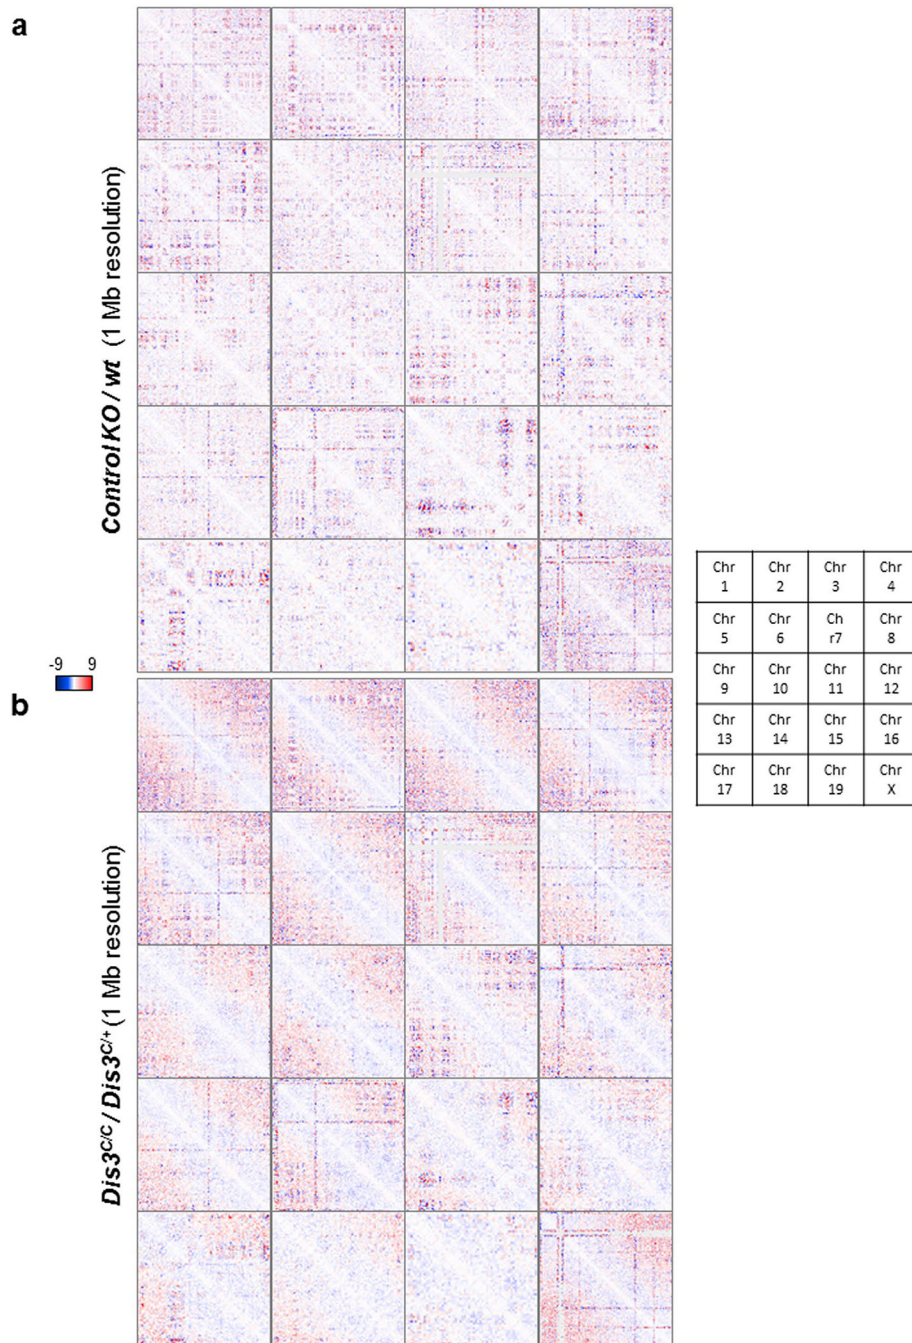 a
Control KO / wt (1 Mb resolution)
-9 9
b
Dis3C/C / Dis3C/+ (1 Mb resolution)
Chr 1 Chr 2 Chr 3 Chr 4
Chr 5 Chr 6 Ch r7 Chr 8
Chr 9 Chr 10 Chr 11 Chr 12
Chr 13 Chr 14 Chr 15 Chr 16
Chr 17 Chr 18 Chr 19 Chr X